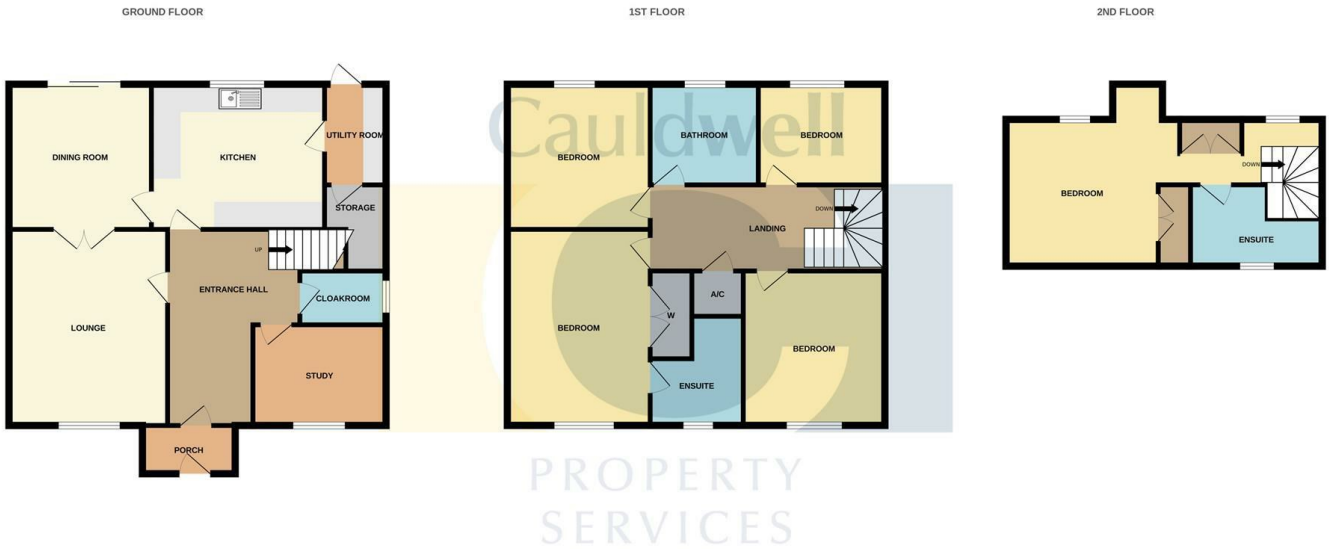 GROUND FLOOR
1ST FLOOR
2ND FLOOR
DINING ROOM
KITCHEN
UTILITY ROOM
STORAGE
UP
ENTRANCE HALL
CLOAKROOM
LOUNGE
STUDY
PORCH
Cauldwell
BEDROOM
BATHROOM
BEDROOM
DOWN
LANDING
A/C
W
BEDROOM
BEDROOM
ENSUITE
PROPERTY
SERVICES
DOWN
BEDROOM
ENSUITE